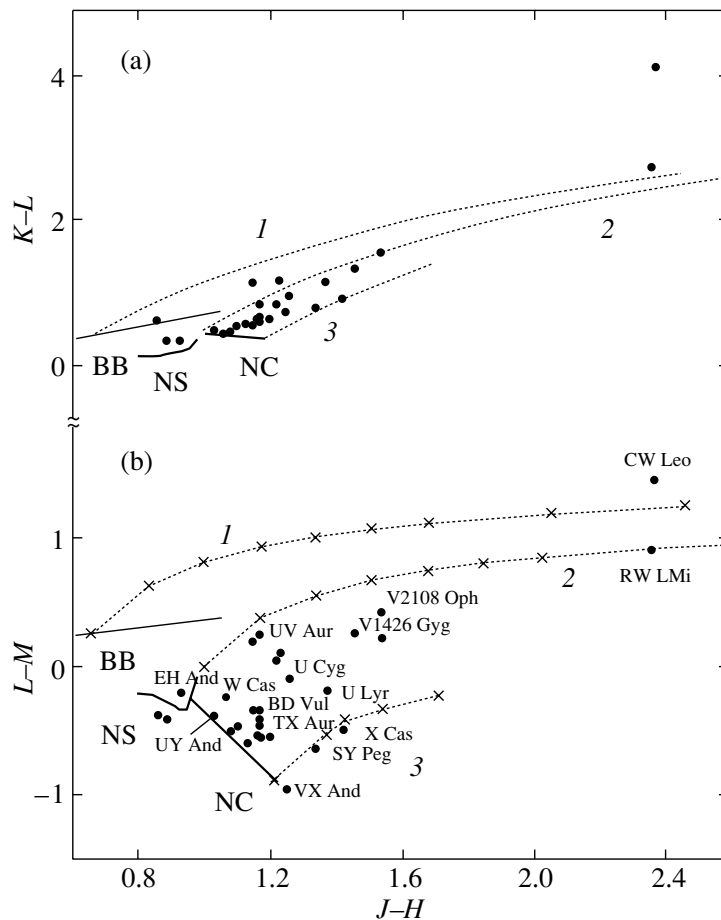 (a)
4
K–L
2
1
2
3
0
BB
NS
NC
≈
(b)
CW Leo
1
1
2
RW LMi
V2108 Oph
V1426 Gyg
UV Aur
L–M
0
BB
EH And
W Cas
U Cyg
U Lyr
BD Vul
NS
TX Aur
X Cas
UY And
SY Peg
3
NC
VX And
–1
0.8 1.2 1.6 2.0 2.4
J–H